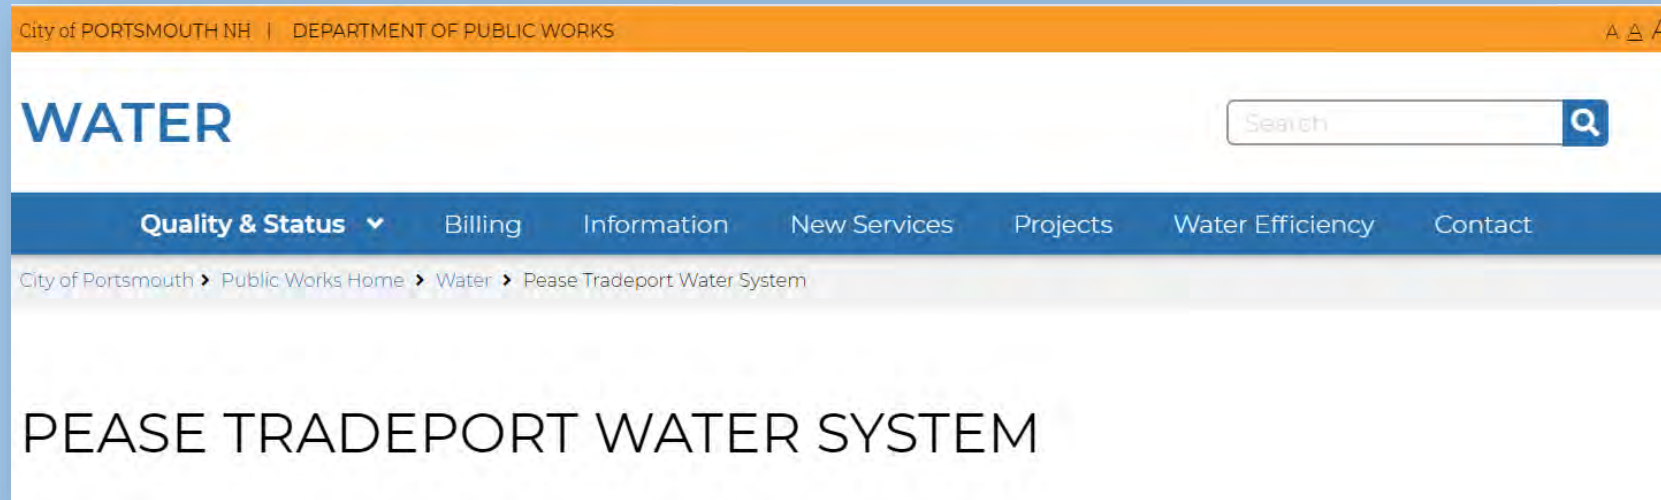 City of PORTSMOUTH NH | DEPARTMENT OF PUBLIC WORKS A A A
WATER
Search
Quality & Status Billing Information New Services Projects Water Efficiency Contact
City of Portsmouth > Public Works Home > Water > Pease Tradeport Water System
PEASE TRADEPORT WATER SYSTEM